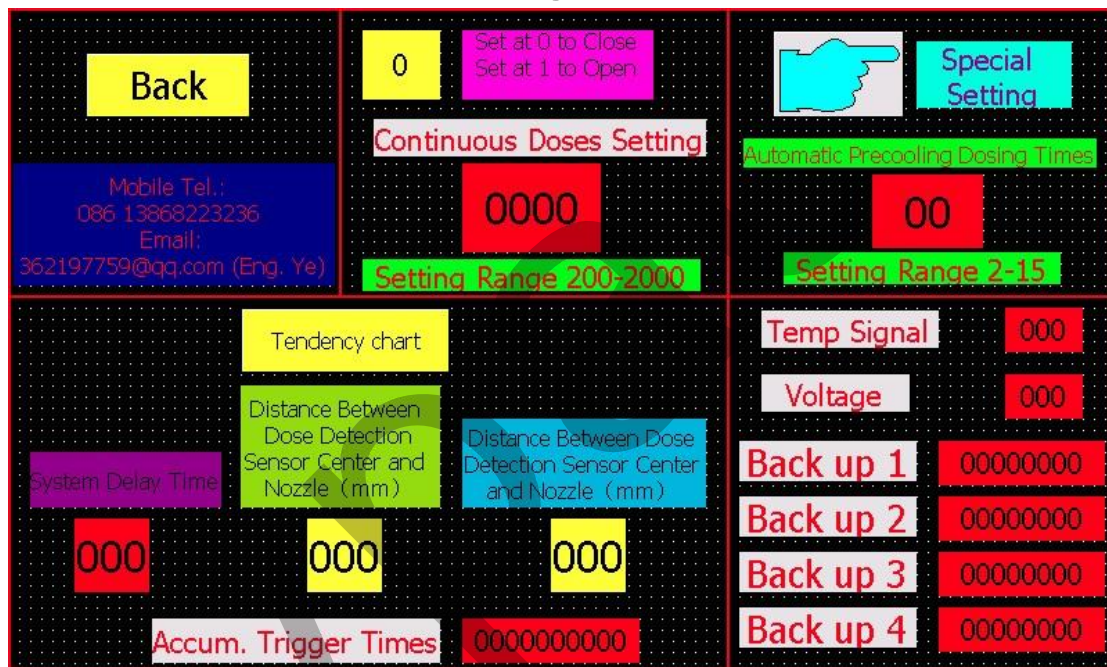 Back
Mobile Tel.:
086 13868223236
Email:
362197759@qq.com (Eng. Ye)
0
Set at 0 to Close
Set at 1 to Open
Continuous Doses Setting
0000
Setting Range 200-2000
Special
Setting
Automatic Precooling Dosing Times
00
Setting Range 2-15
Tendency chart
System Delay Time
000
Distance Between
Dose Detection
Sensor Center and
Nozzle（mm）
000
Distance Between Dose
Detection Sensor Center
and Nozzle（mm）
000
Accum. Trigger Times
0000000000
Temp Signal
000
Voltage
000
Back up 1
00000000
Back up 2
00000000
Back up 3
00000000
Back up 4
00000000